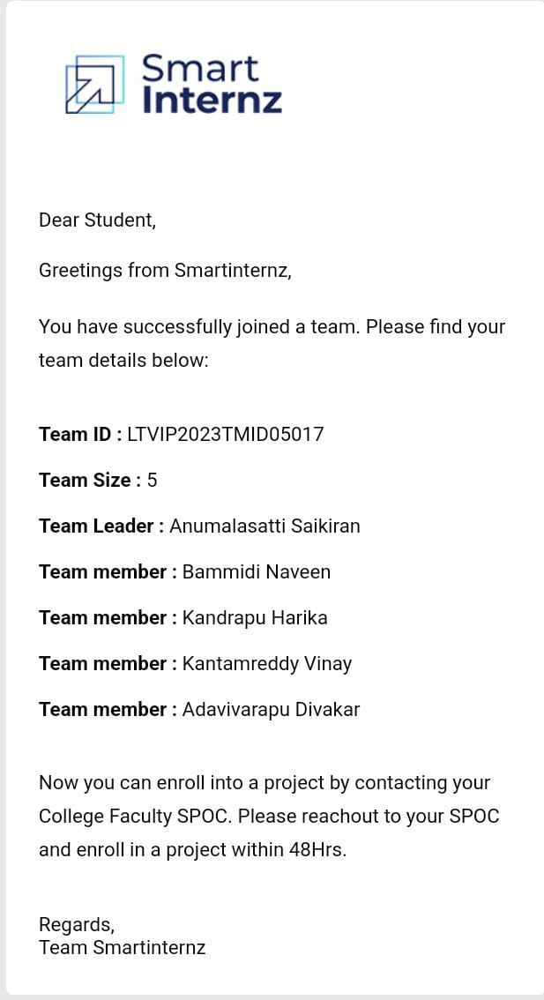 Smart
Internz
Dear Student,
Greetings from Smartinternz,
You have successfully joined a team. Please find your
team details below:
Team ID : LTVIP2023TMID05017
Team Size : 5
Team Leader : Anumalasatti Saikiran
Team member : Bammidi Naveen
Team member : Kandrapu Harika
Team member : Kantamreddy Vinay
Team member : Adavivarapu Divakar
Now you can enroll into a project by contacting your
College Faculty SPOC. Please reachout to your SPOC
and enroll in a project within 48Hrs.
Regards,
Team Smartinternz